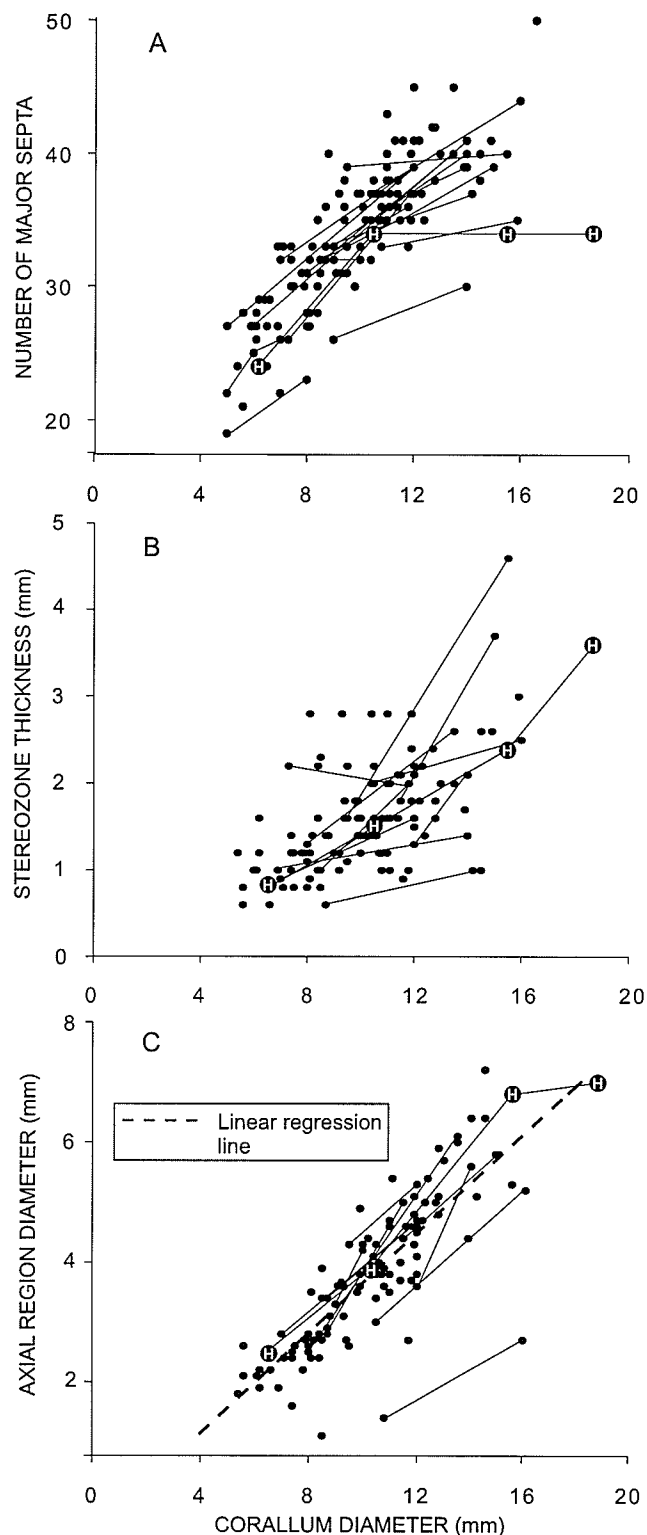 50
A
NUMBER OF MAJOR SEPTA
40
H
H
H
30
H
20
0
4
8
12
16
20
5
B
STEREOZONE THICKNESS (mm)
4
H
3
H
2
H
1
H
0
0
4
8
12
16
20
8
C
AXIAL REGION DIAMETER (mm)
H
H
Linear regression
line
6
4
H
H
2
0
4
8
12
16
20
CORALLUM DIAMETER (mm)